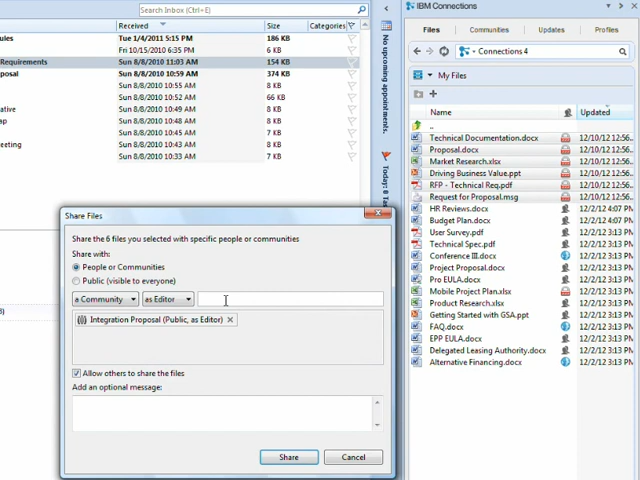 Search Inbox (Ctrl+E)
Received Size Categories
ules Tue 1/4/2011 5:15 PM 186 KB
Fri 10/15/2010 6:35 PM 6 KB
Requirements Sun 8/8/2010 11:03 AM 154 KB
posal Sun 8/8/2010 10:59 AM 374 KB
Sun 8/8/2010 10:55 AM 8 KB
Sun 8/8/2010 10:52 AM 66 KB
ative Sun 8/8/2010 10:49 AM 8 KB
ap Sun 8/8/2010 10:48 AM 8 KB
Sun 8/8/2010 10:45 AM 7 KB
eeting Sun 8/8/2010 10:43 AM 8 KB
Sun 8/8/2010 10:33 AM 7 KB
No upcoming appointments.
Today: 8 Tas
Share Files
Share the 6 files you selected with specific people or communities
Share with:
People or Communities
Public (visible to everyone)
a Community as Editor
Integration Proposal (Public, as Editor)
Allow others to share the files
Add an optional message:
Share Cancel
IBM Connections
Files Communities Updates Profiles
Connections 4
My Files
Name Updated
..
Technical Documentation.docx 12/10/12 12:56...
Proposal.docx 12/10/12 12:56...
Market Research.xlsx 12/10/12 12:56...
Driving Business Value.ppt 12/10/12 12:56...
RFP - Technical Req.pdf 12/10/12 12:56...
Request for Proposal.msg 12/10/12 12:56...
HR Reviews.docx 12/2/12 4:07 PM
Budget Plan.docx 12/2/12 4:07 PM
User Survey.pdf 12/2/12 3:13 PM
Technical Spec.pdf 12/2/12 3:13 PM
Conference III.docx 12/2/12 3:13 PM
Project Proposal.docx 12/2/12 3:13 PM
Pro EULA.docx 12/2/12 3:13 PM
Mobile Project Plan.xlsx 12/2/12 3:13 PM
Product Research.xlsx 12/2/12 3:13 PM
Getting Started with GSA.ppt 12/2/12 3:13 PM
FAQ.docx 12/2/12 3:13 PM
EPP EULA.docx 12/2/12 3:13 PM
Delegated Leasing Authority.docx 12/2/12 3:13 PM
Alternative Financing.docx 12/2/12 3:13 PM